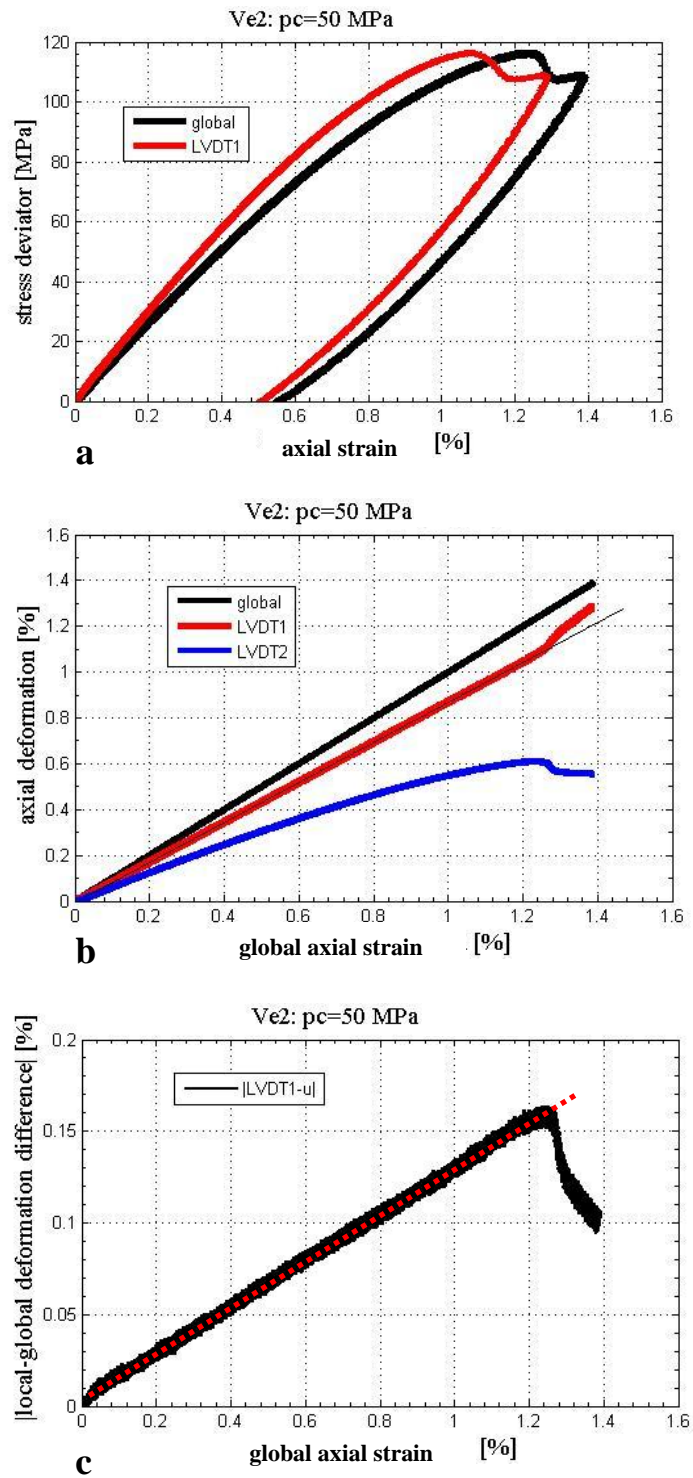 Ve2: pc=50 MPa
120
100
80
60
40
20
0
stress deviator [MPa]
global
LVDT1
0 0.2 0.4 0.6 0.8 1 1.2 1.4 1.6
a axial strain [%]
Ve2: pc=50 MPa
1.6
1.4
1.2
1
0.8
0.6
0.4
0.2
0
axial deformation [%]
global
LVDT1
LVDT2
0 0.2 0.4 0.6 0.8 1 1.2 1.4 1.6
b global axial strain [%]
Ve2: pc=50 MPa
0.2
0.15
0.1
0.05
0
|local-global deformation difference| [%]
|LVDT1-u|
0 0.2 0.4 0.6 0.8 1 1.2 1.4 1.6
c global axial strain [%]